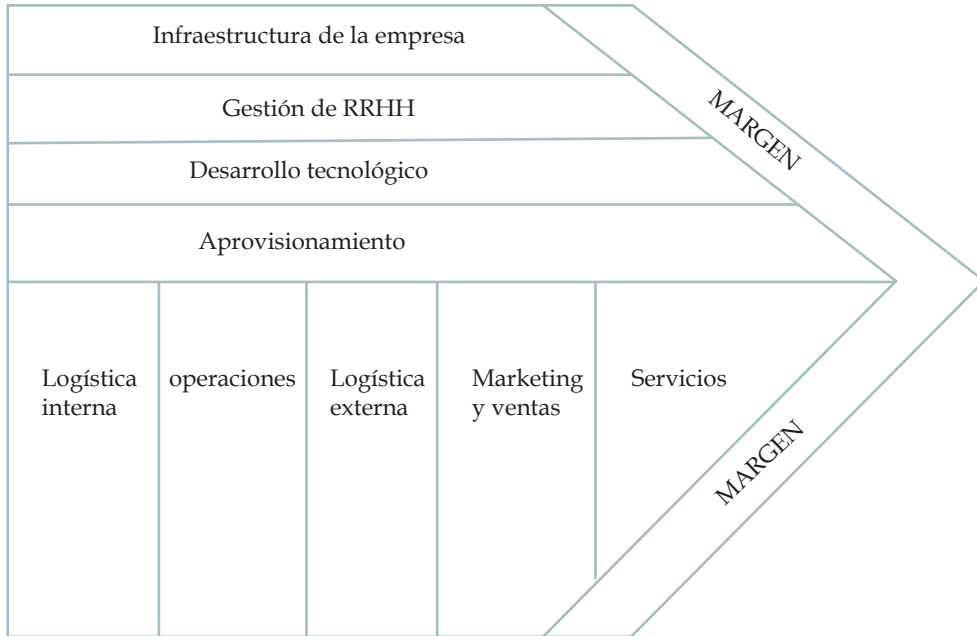 Infraestructura de la empresa
Gestión de RRHH
Desarrollo tecnológico
Aprovisionamiento
MARGEN
Logística
interna
operaciones
Logística
externa
Marketing
y ventas
Servicios
MARGEN